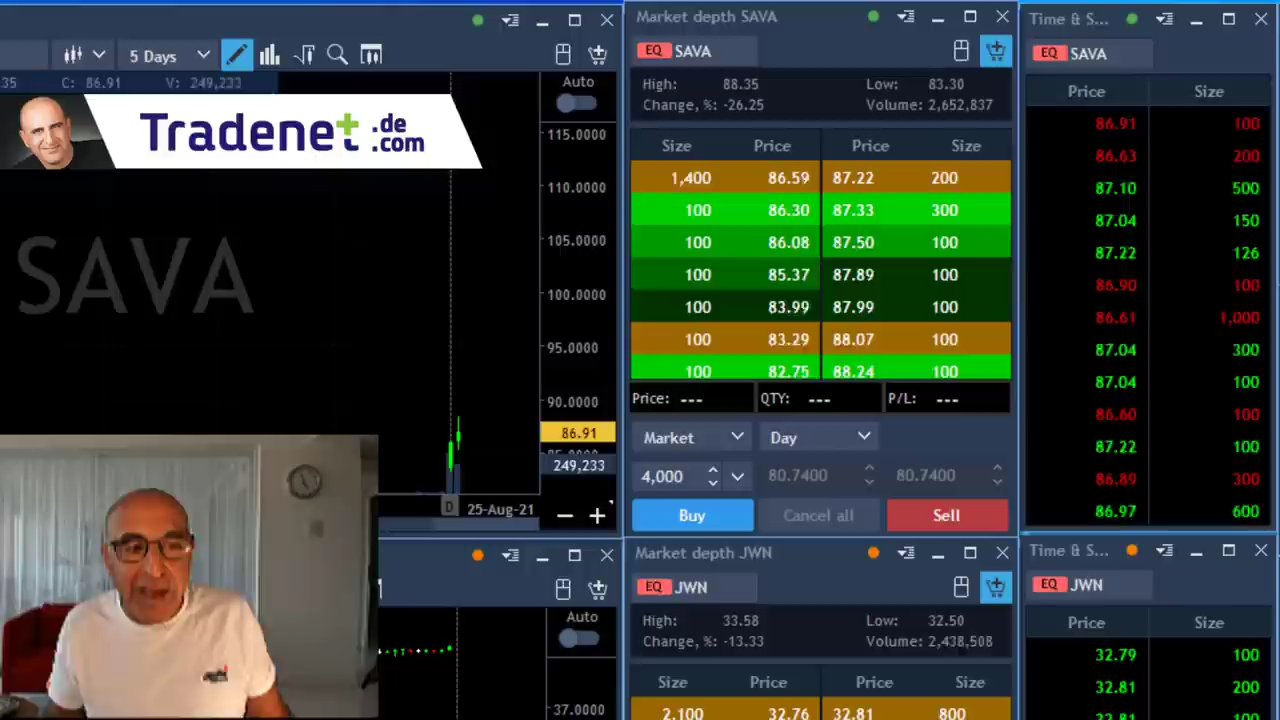 Market depth SAVA
Time & S...
5 Days
EQ SAVA
EQ SAVA
35 C: 86.91 V: 249,233
Auto
High: 88.35 Low: 83.30
Change, %: -26.25 Volume: 2,652,837
Price Size
Tradenet .de
.com
SAVA
115.0000
110.0000
105.0000
100.0000
95.0000
90.0000
86.91
249,233
D 25-Aug-21
Size Price Price Size
1,400 86.59 87.22 200
100 86.30 87.33 300
100 86.08 87.50 100
100 85.37 87.89 100
100 83.99 87.99 100
100 83.29 88.07 100
100 82.75 88.24 100
Price: --- QTY: --- P/L: ---
Market Day
4,000 80.7400 80.7400
Buy Cancel all Sell
86.91 100
86.63 200
87.10 500
87.04 150
87.22 126
86.90 100
86.61 1,000
87.04 300
87.04 100
86.60 100
87.22 100
86.89 300
86.97 600
Market depth JWN
Time & S...
EQ JWN
EQ JWN
Auto
High: 33.58 Low: 32.50
Change, %: -13.33 Volume: 2,438,508
Price Size
37.0000
Size Price Price Size
2,100 32.76 32.81 800
32.79 100
32.81 200